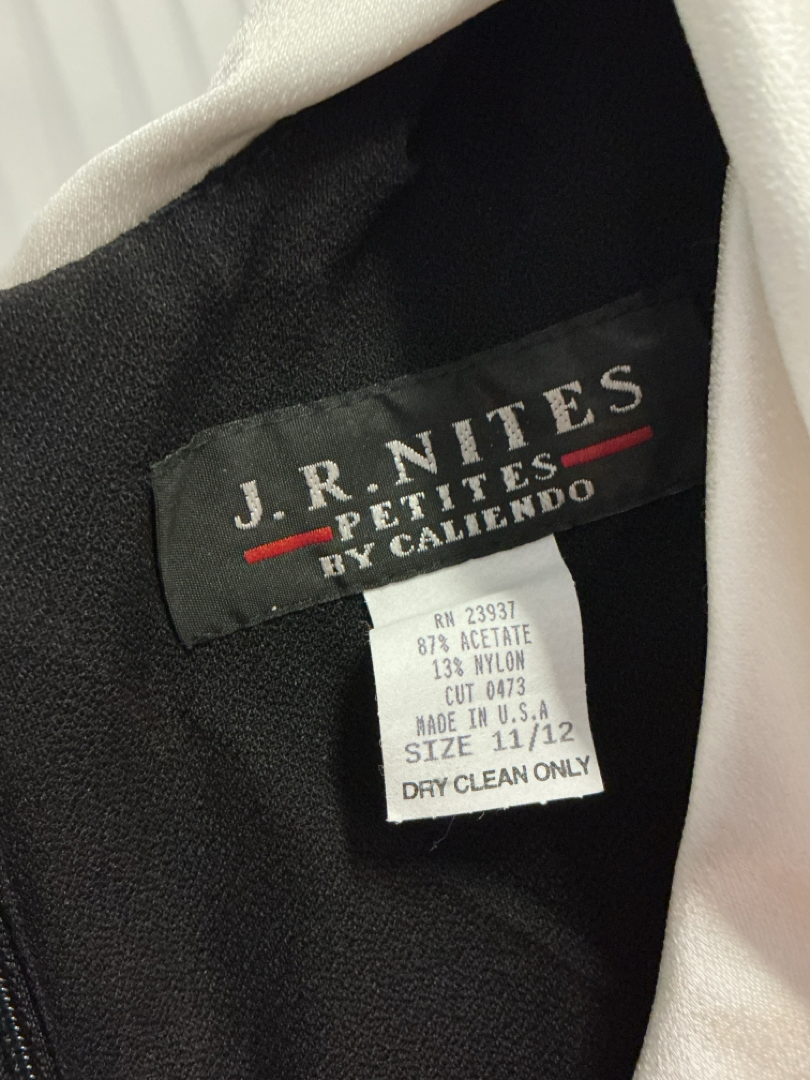 J.R.NITES
PETITES
BY CALIENDO
RN 23937
87% ACETATE
13% NYLON
CUT 0473
MADE IN U.S.A
SIZE 11/12
DRY CLEAN ONLY